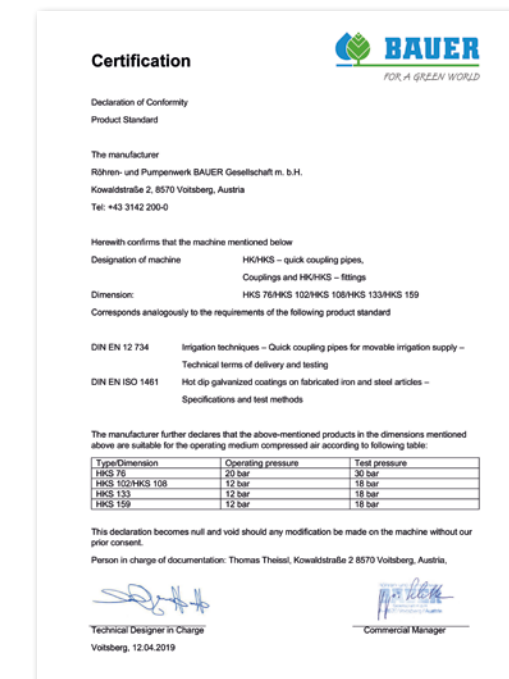 Certification
BAUER
FOR A GREEN WORLD
Declaration of Conformity
Product Standard
The manufacturer
Röhren- und Pumpenwerk BAUER Gesellschaft m. b.H.
Kowaldstraße 2, 8570 Voitsberg, Austria
Tel: +43 3142 200-0
Herewith confirms that the machine mentioned below
Designation of machine HK/HKS – quick coupling pipes,
Couplings and HK/HKS – fittings
Dimension: HKS 76/HKS 102/HKS 108/HKS 133/HKS 159
Corresponds analogously to the requirements of the following product standard
DIN EN 12 734 Irrigation techniques – Quick coupling pipes for movable irrigation supply –
Technical terms of delivery and testing
DIN EN ISO 1461 Hot dip galvanized coatings on fabricated iron and steel articles –
Specifications and test methods
The manufacturer further declares that the above-mentioned products in the dimensions mentioned
above are suitable for the operating medium compressed air according to following table:
Type/Dimension Operating pressure Test pressure
HKS 76 20 bar 30 bar
HKS 102/HKS 108 12 bar 18 bar
HKS 133 12 bar 18 bar
HKS 159 12 bar 18 bar
This declaration becomes null and void should any modification be made on the machine without our
prior consent.
Person in charge of documentation: Thomas Theissl, Kowaldstraße 2 8570 Voitsberg, Austria,
Technical Designer in Charge Commercial Manager
Voitsberg, 12.04.2019